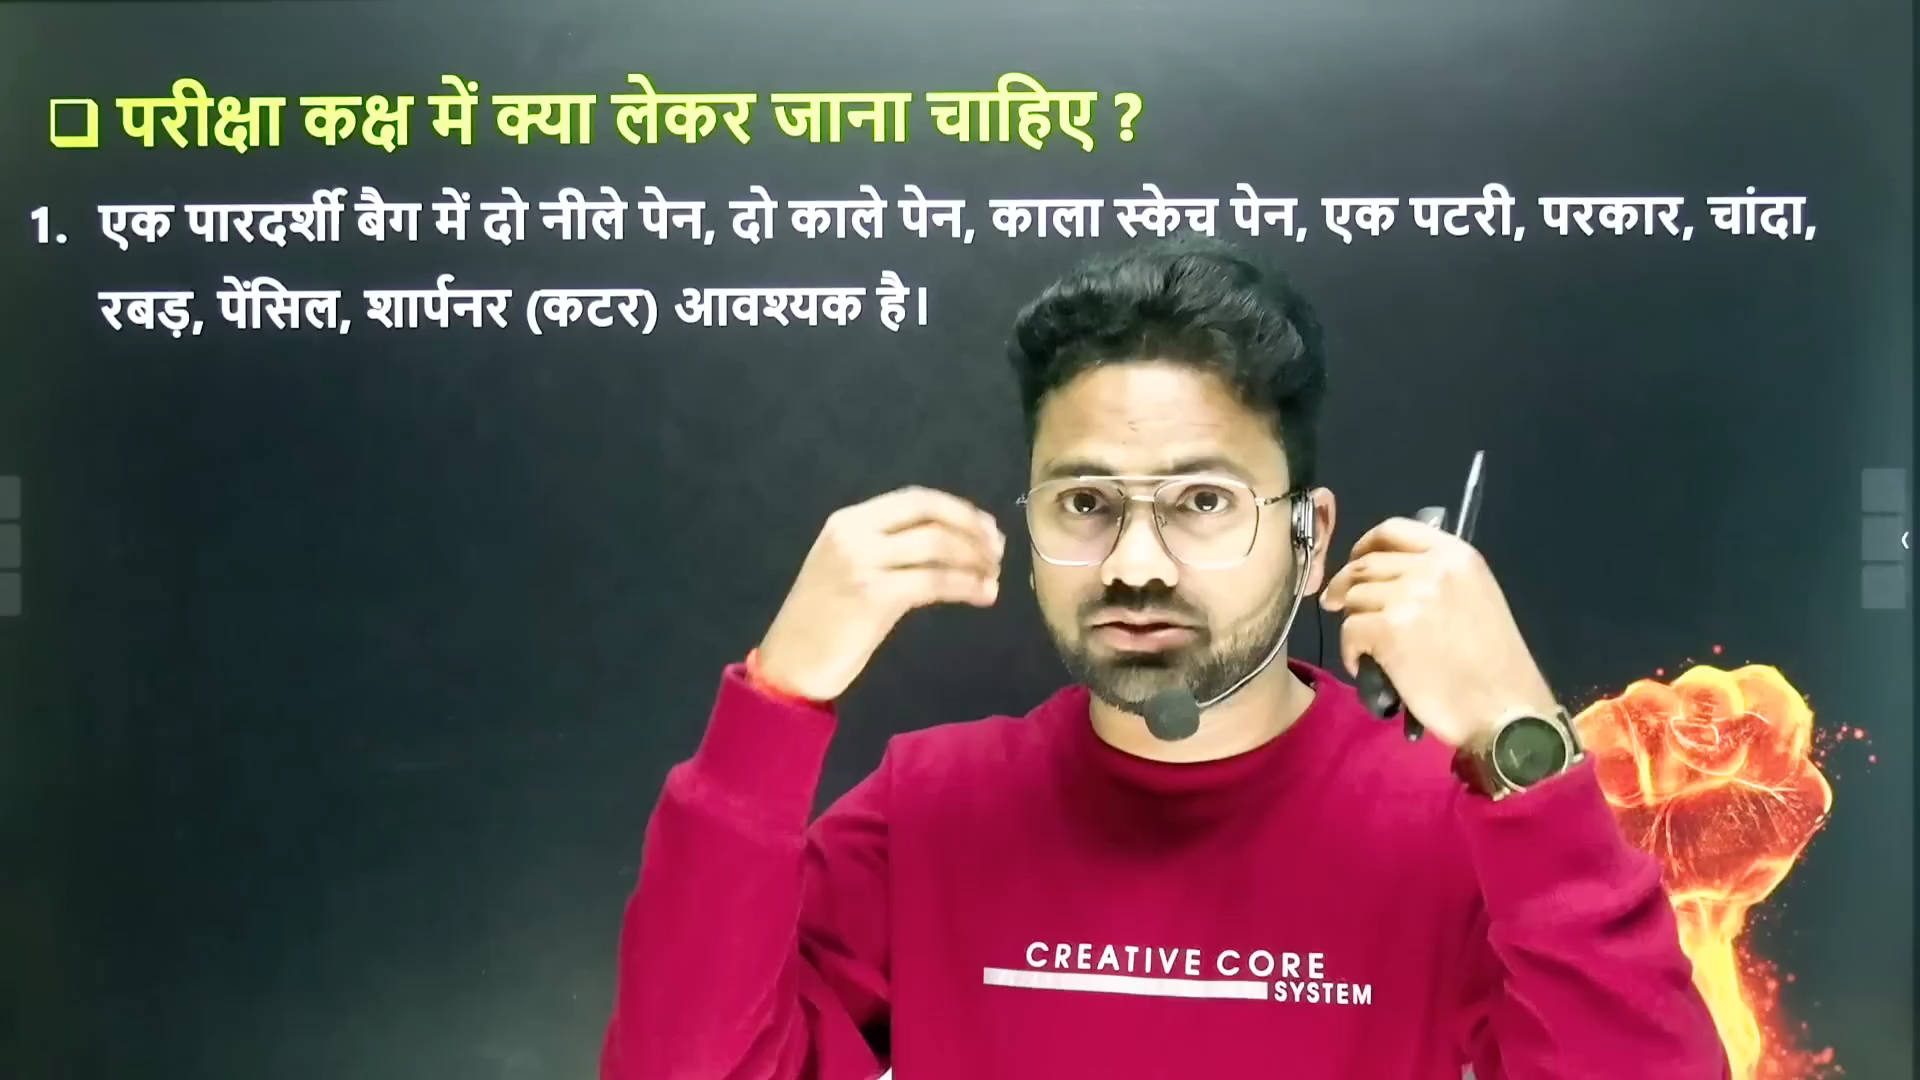 ❑ परीक्षा कक्ष में क्या लेकर जाना चाहिए ?
1. एक पारदर्शी बैग में दो नीले पेन, दो काले पेन, काला स्केच पेन, एक पटरी, परकार, चांदा,
रबड़, पेंसिल, शार्पनर (कटर) आवश्यक है।
CREATIVE CORE
SYSTEM